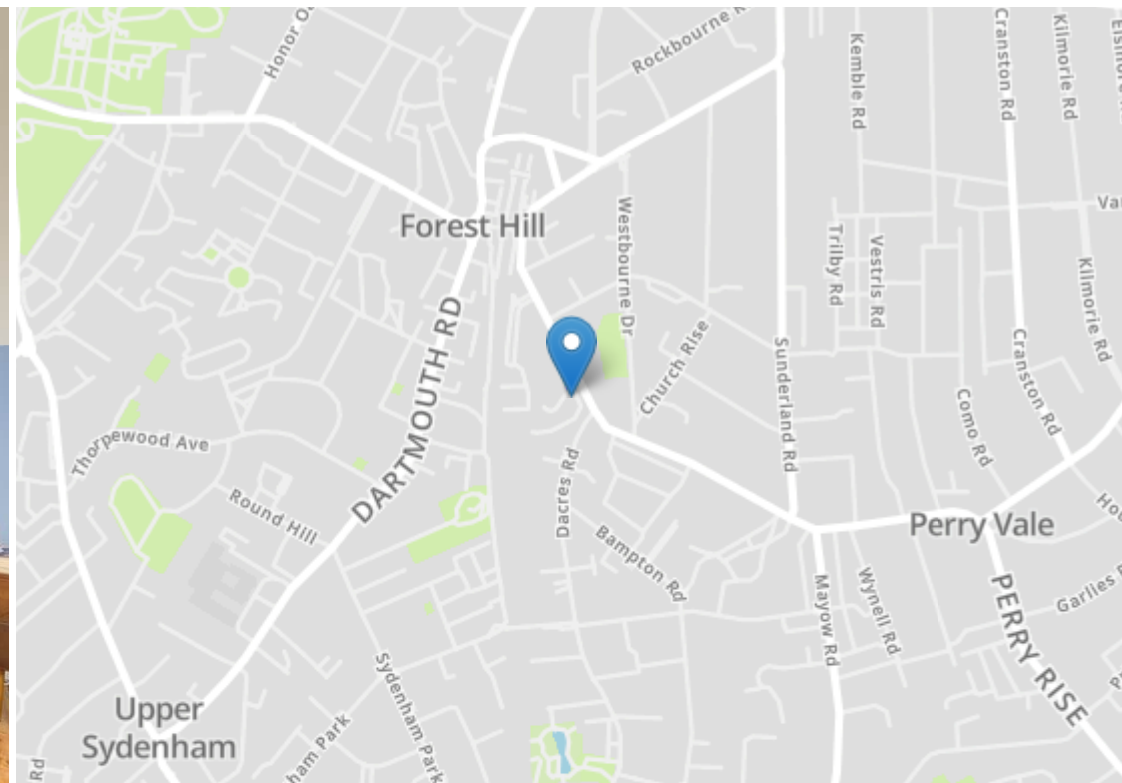 Honor O
Rockbourne R
Kemble Rd
Cranston Rd
Kilmorie Rd
Forest Hill
Westbourne Dr
Trilby Rd
Vestris Rd
Kilmorie Rd
DARTMOUTH RD
Church Rise
Sunderland Rd
Cranston Rd
Como Rd
Thorpewood Ave
Round Hill
Dacres Rd
Bampton Rd
Perry Vale
Mayow Rd
Wynell Rd
Garlles
PERRY RISE
Sydenham Park
Upper
Sydenham
ham Park
Rd